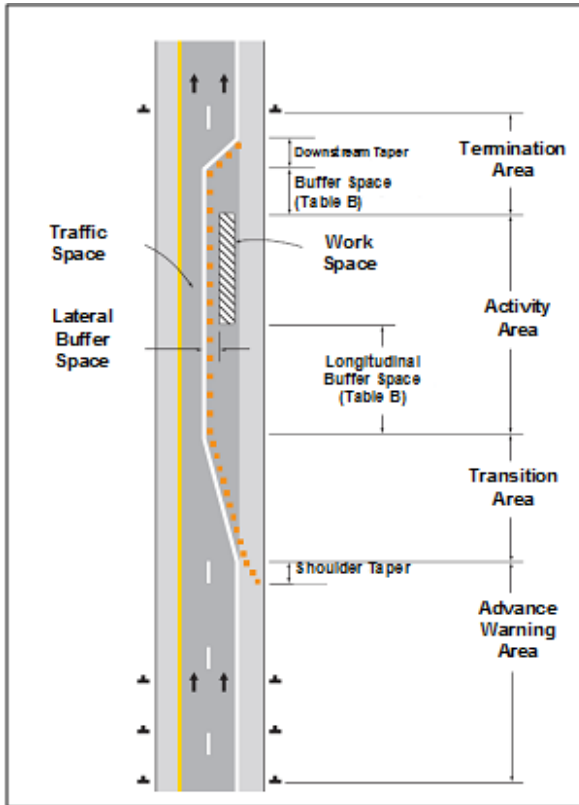 Downstream Taper
Termination
Area
Buffer Space
(Table B)
Traffic
Space
Work
Space
Activity
Area
Lateral
Buffer
Space
Longitudinal
Buffer Space
(Table B)
Transition
Area
Shoulder Taper
Advance
Warning
Area